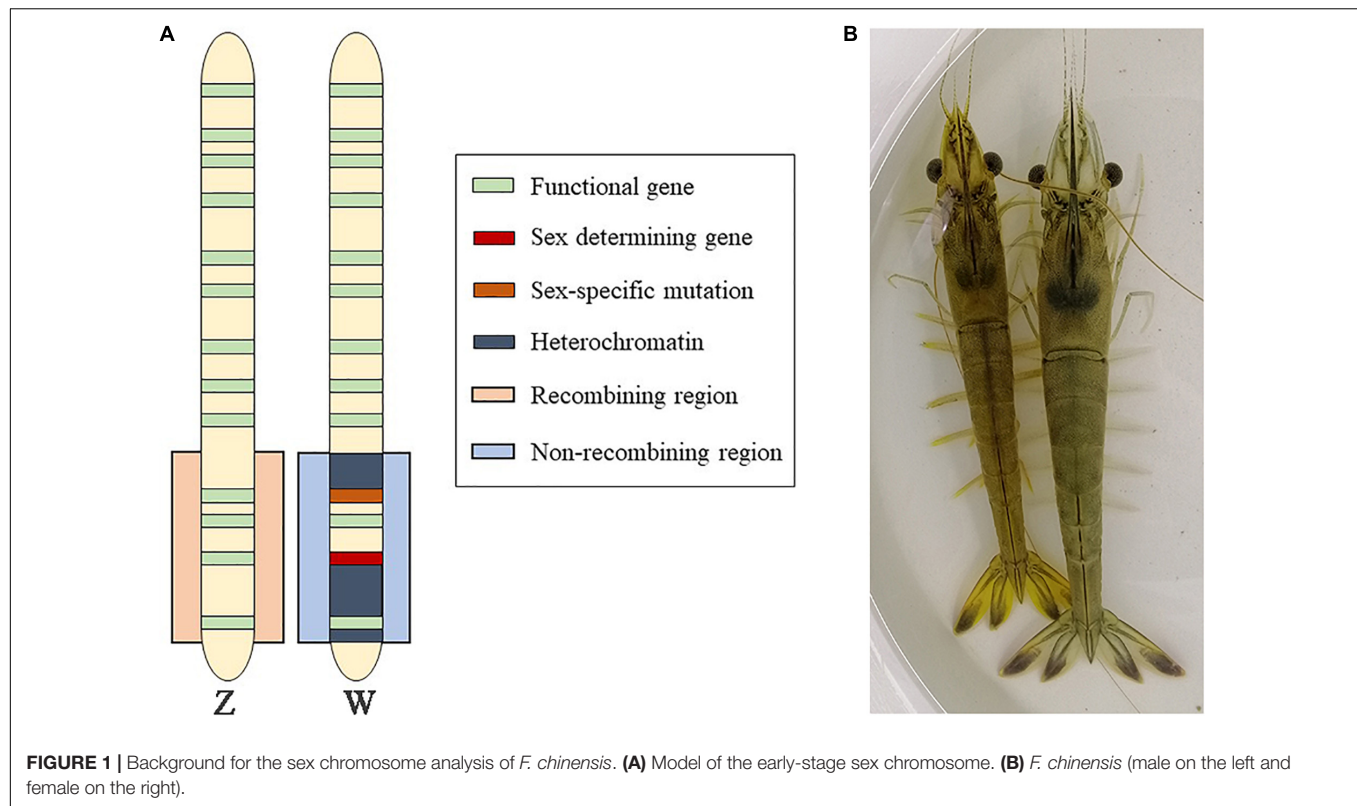 A
B
Functional gene
Sex determining gene
Sex-specific mutation
Heterochromatin
Recombining region
Non-recombining region
Z
W
FIGURE 1 | Background for the sex chromosome analysis of F. chinensis. (A) Model of the early-stage sex chromosome. (B) F. chinensis (male on the left and
female on the right).